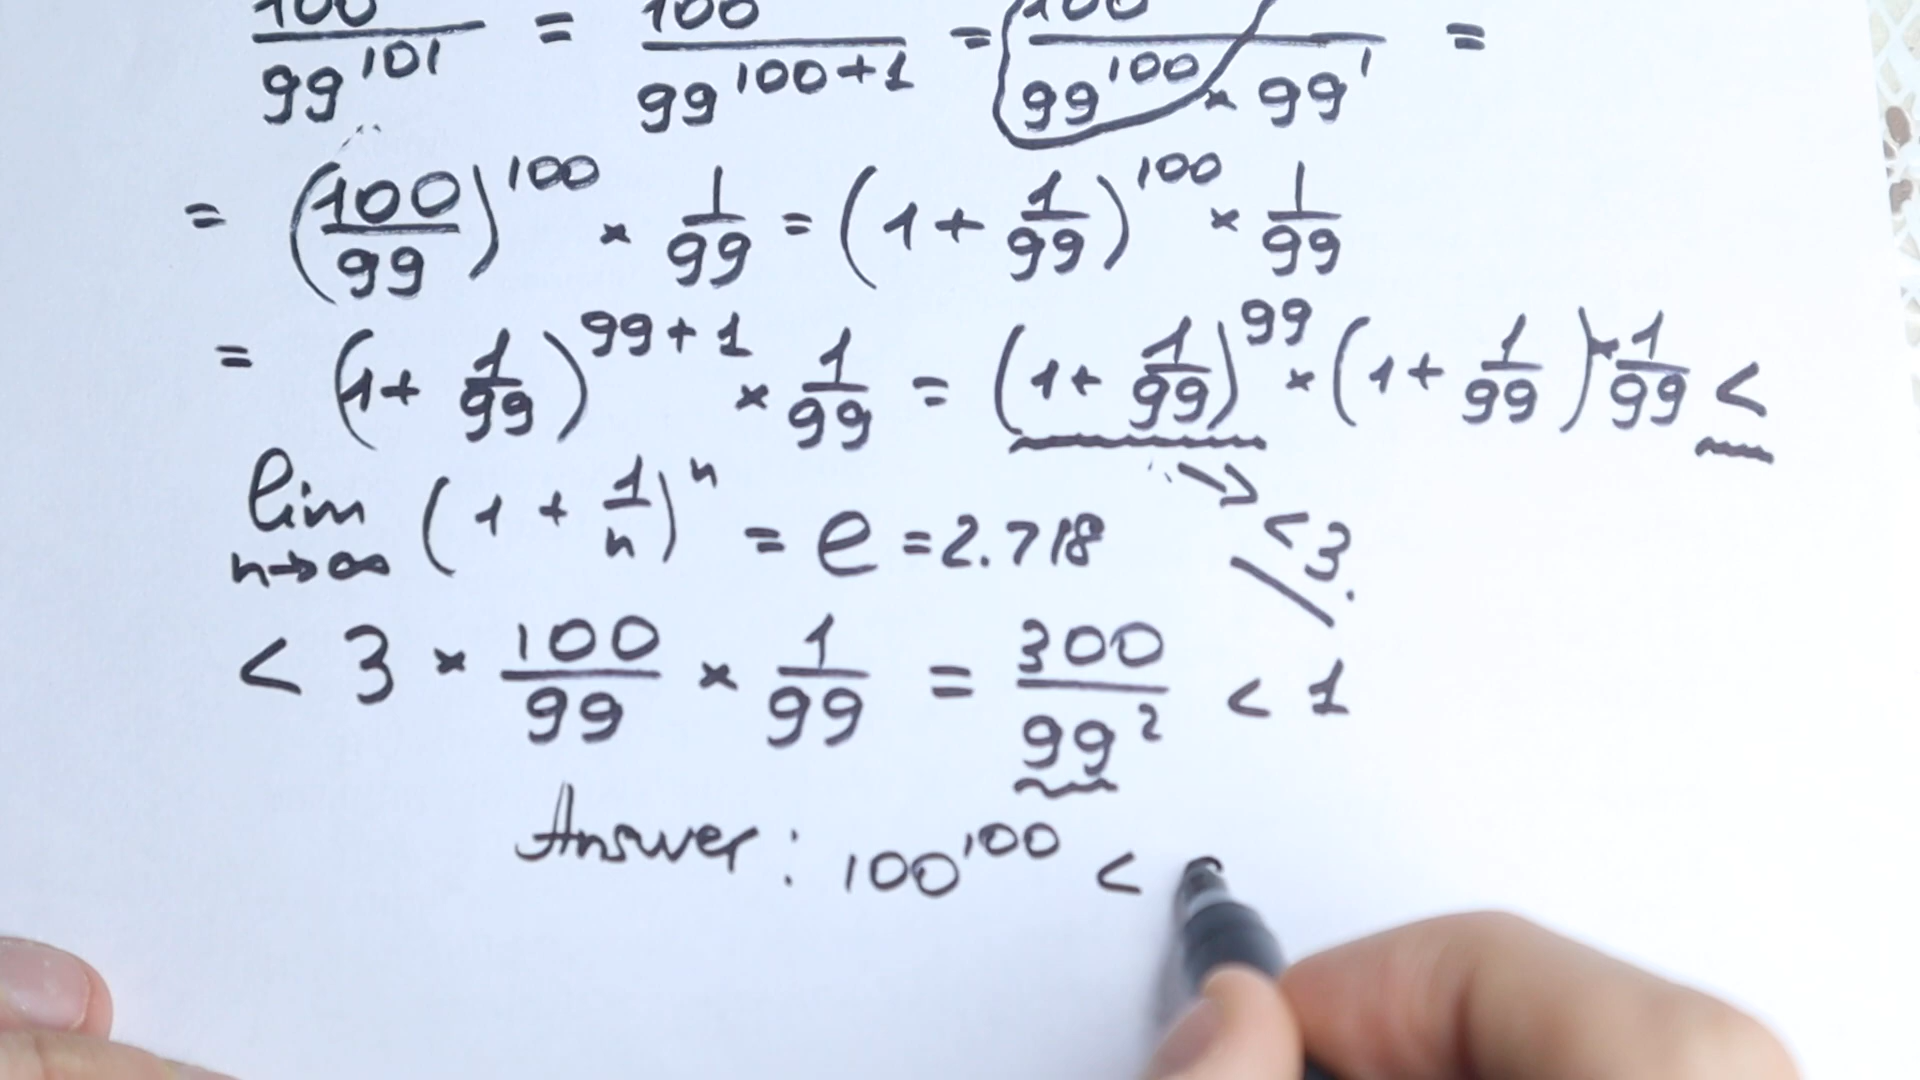 100/99^101 = 100/99^(100+1) = 100/(99^100 × 99^1) =
= (100/99)^100 × 1/99 = (1 + 1/99)^100 × 1/99
= (1 + 1/99)^(99+1) × 1/99 = (1 + 1/99)^99 × (1 + 1/99) × 1/99 <
lim n→∞ (1 + 1/n)^n = e = 2.718 → < 3
< 3 × 100/99 × 1/99 = 300/99² < 1
Answer: 100^100 <